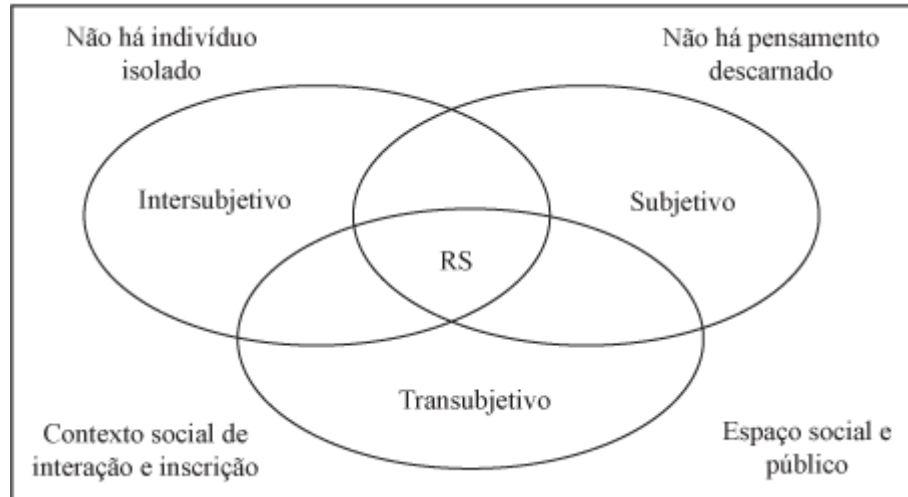 Não há indivíduo
isolado
Não há pensamento
descarnado
Intersubjetivo
Subjetivo
RS
Transubjetivo
Contexto social de
interação e inscrição
Espaço social e
público